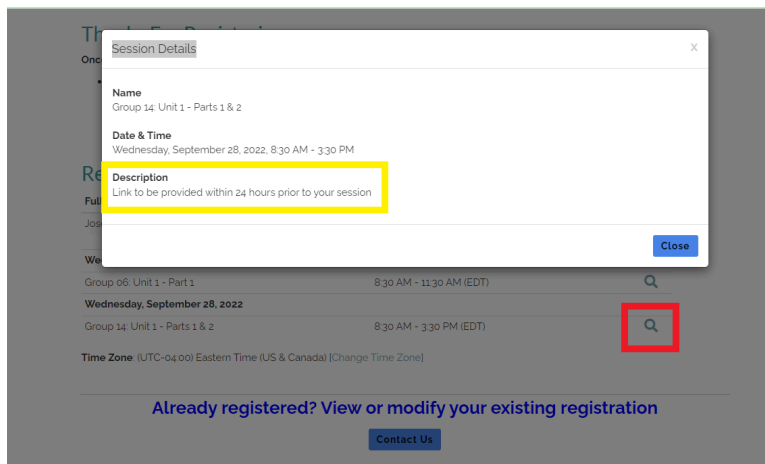 Session Details
X
Name
Group 14: Unit 1 - Parts 1 & 2
Date & Time
Wednesday, September 28, 2022, 8:30 AM - 3:30 PM
Description
Link to be provided within 24 hours prior to your session
Close
Group 06: Unit 1 - Part 1 8:30 AM - 11:30 AM (EDT)
Wednesday, September 28, 2022
Group 14: Unit 1 - Parts 1 & 2 8:30 AM - 3:30 PM (EDT)
Time Zone: (UTC-04:00) Eastern Time (US & Canada) [Change Time Zone]
Already registered? View or modify your existing registration
Contact Us